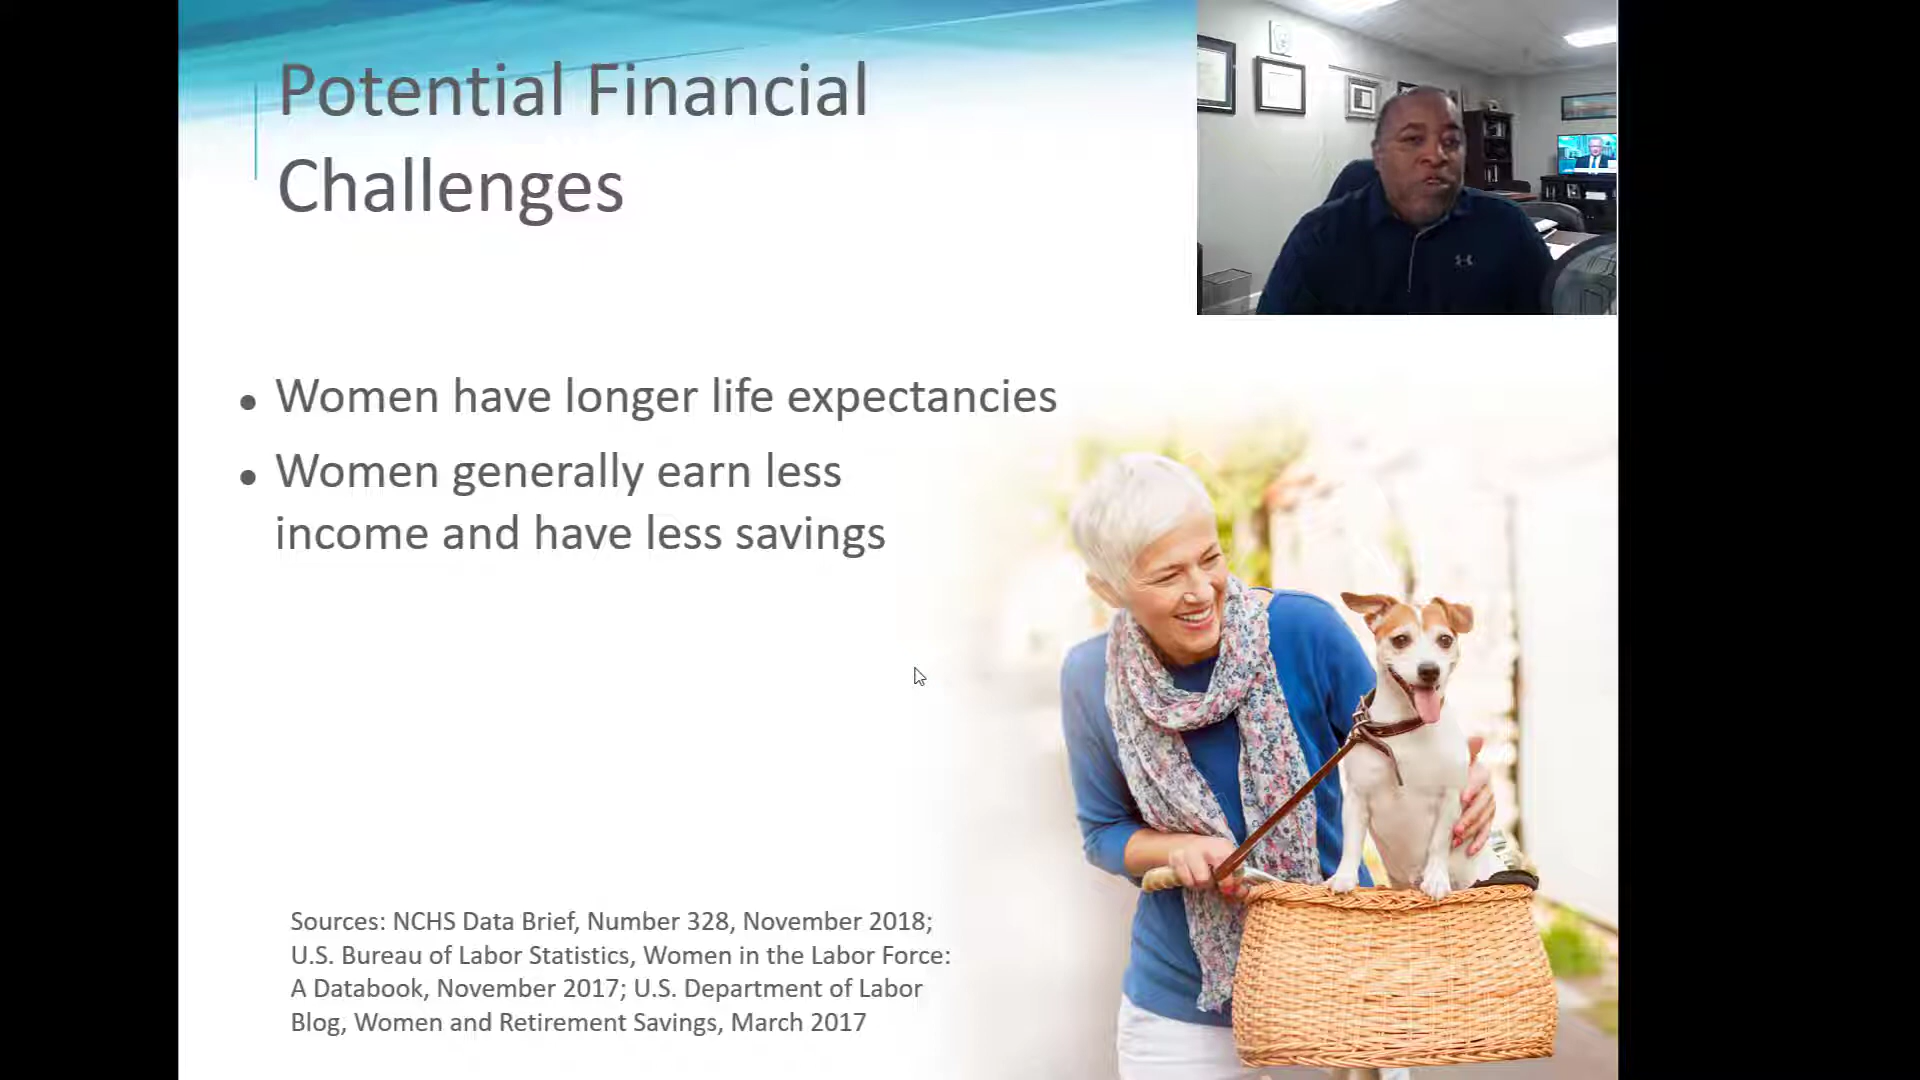 Potential Financial
Challenges
• Women have longer life expectancies
• Women generally earn less
income and have less savings
Sources: NCHS Data Brief, Number 328, November 2018;
U.S. Bureau of Labor Statistics, Women in the Labor Force:
A Databook, November 2017; U.S. Department of Labor
Blog, Women and Retirement Savings, March 2017